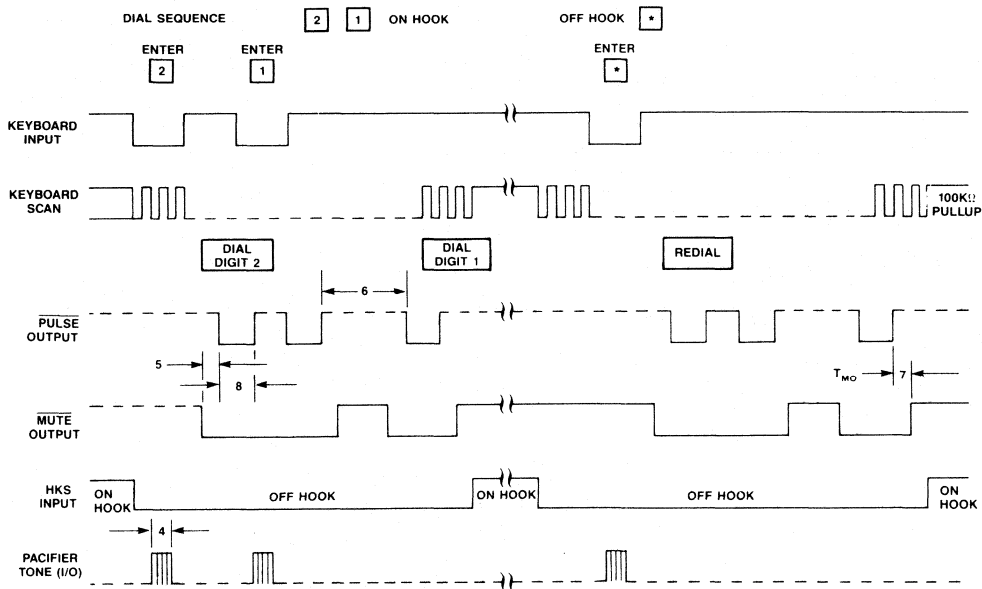 DIAL SEQUENCE 2 1 ON HOOK OFF HOOK *
ENTER ENTER ENTER
2 1 *
KEYBOARD
INPUT
KEYBOARD
SCAN
100KΩ
PULLUP
DIAL
DIGIT 2
DIAL
DIGIT 1
REDIAL
6
PULSE
OUTPUT
5
8
TMO 7
MUTE
OUTPUT
HKS
INPUT
ON
HOOK
OFF HOOK
ON HOOK
OFF HOOK
ON
HOOK
4
PACIFIER
TONE (I/O)